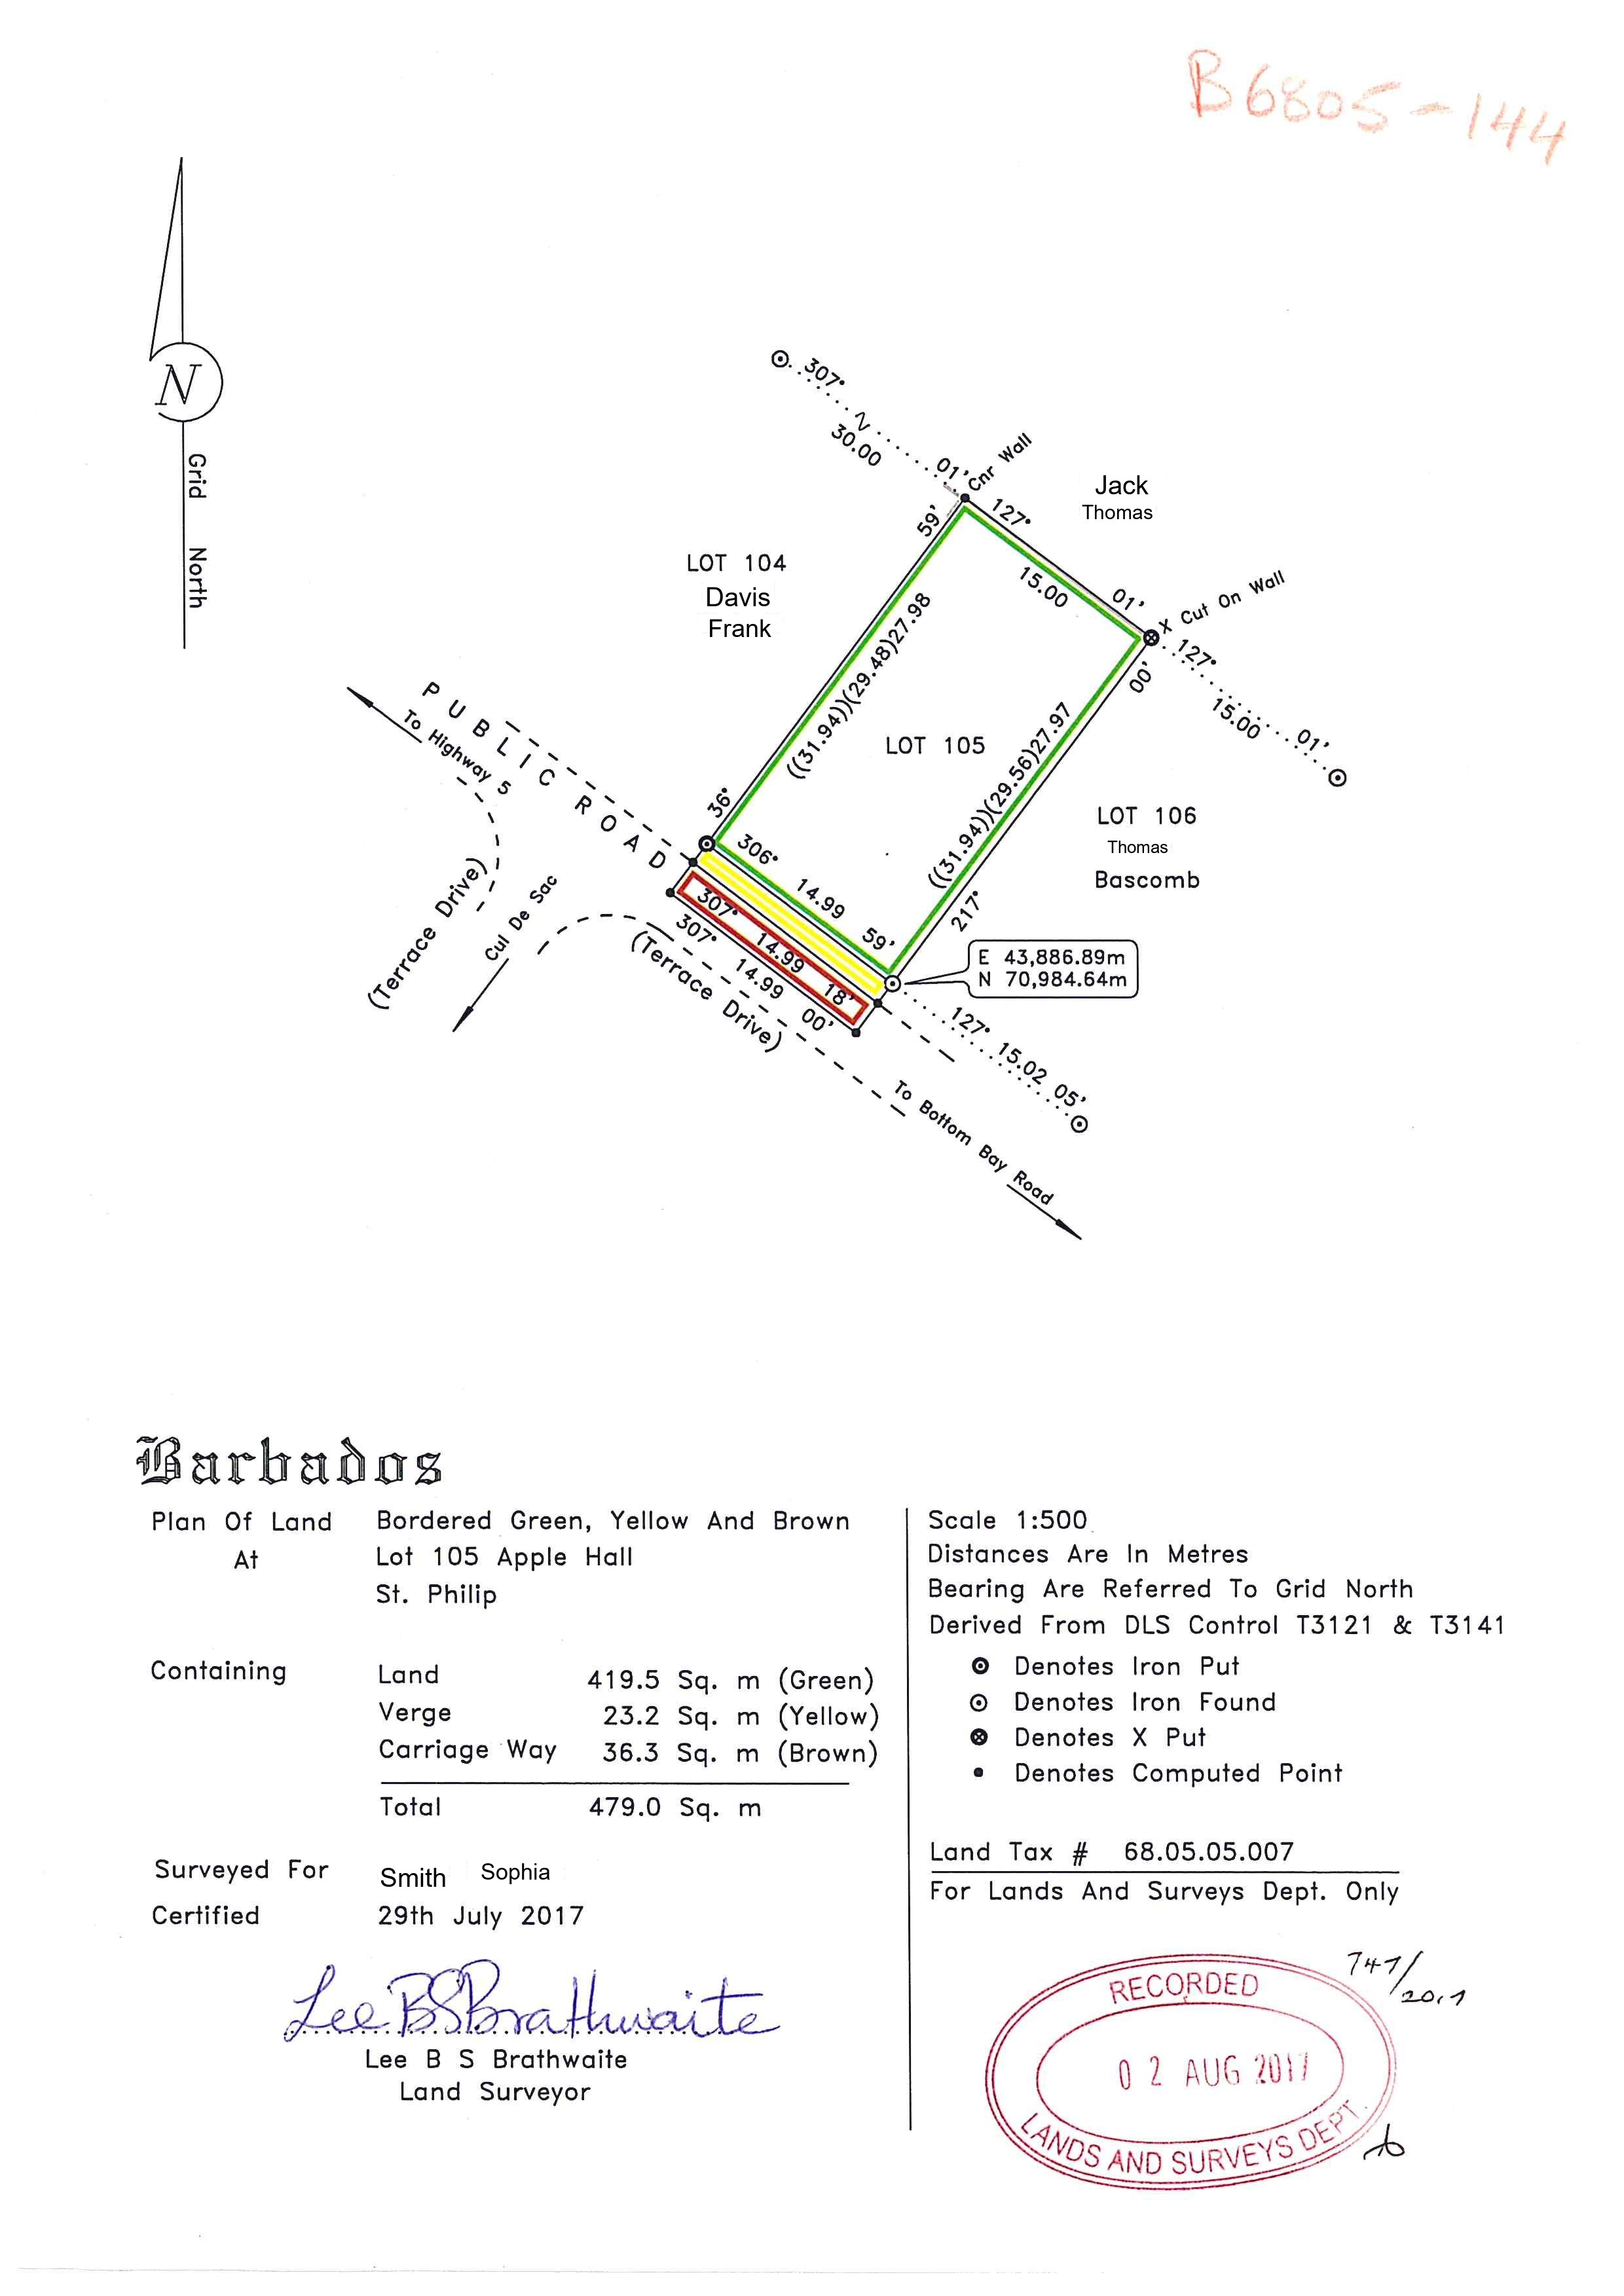 B6805-144
N
Grid North
307° 01'
30.00
Cnr Wall
Jack
Thomas
127° 01'
15.00
X Cut On Wall
127° 01'
15.00
LOT 104
Davis
Frank
36° 59'
((31.94))(29.48)27.98
LOT 105
217° 00'
((31.94))(29.56)27.97
LOT 106
Thomas
Bascomb
PUBLIC ROAD
To Highway 5
(Terrace Drive)
Cul De Sac
306° 59'
14.99
307° 18'
14.99
307° 00'
14.99
(Terrace Drive)
E 43,886.89m
N 70,984.64m
127° 05'
15.02
To Bottom Bay Road
Barbados
Plan Of Land Bordered Green, Yellow And Brown
At Lot 105 Apple Hall
St. Philip
Containing Land 419.5 Sq. m (Green)
Verge 23.2 Sq. m (Yellow)
Carriage Way 36.3 Sq. m (Brown)
Total 479.0 Sq. m
Surveyed For Smith Sophia
Certified 29th July 2017
Lee B S Brathwaite
Lee B S Brathwaite
Land Surveyor
Scale 1:500
Distances Are In Metres
Bearing Are Referred To Grid North
Derived From DLS Control T3121 & T3141
Denotes Iron Put
Denotes Iron Found
Denotes X Put
Denotes Computed Point
Land Tax # 68.05.05.007
For Lands And Surveys Dept. Only
RECORDED
02 AUG 2017
LANDS AND SURVEYS DEPT.